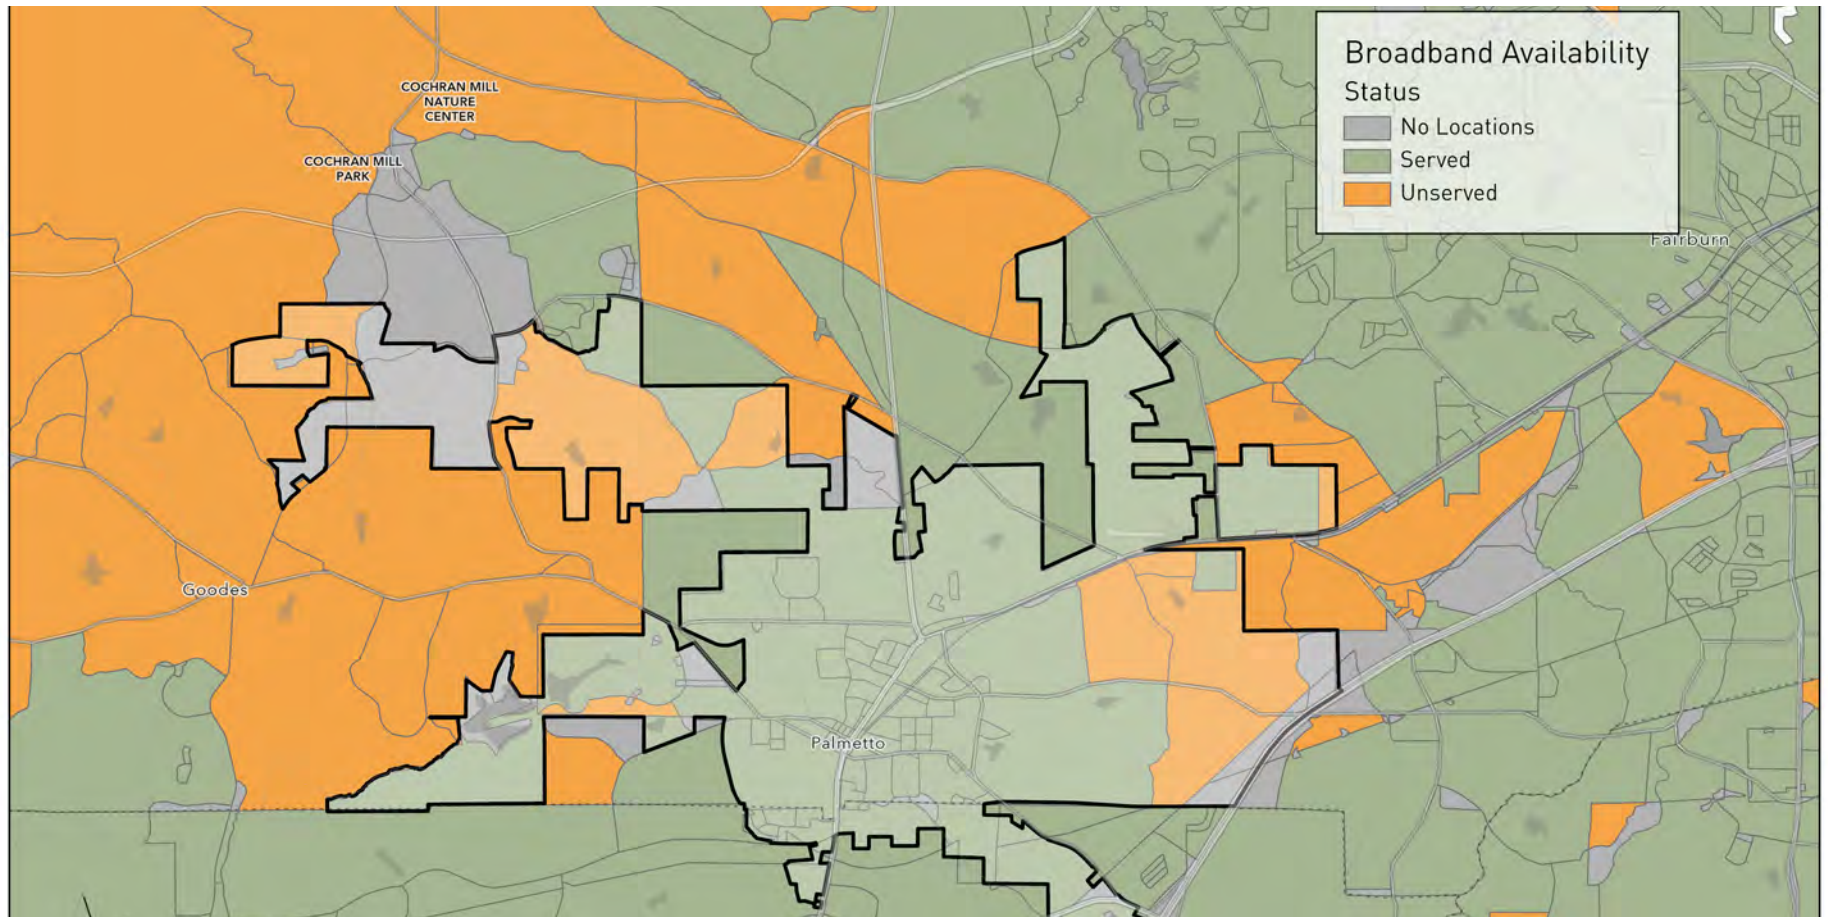 Broadband Availability
Status
No Locations
Served
Unserved
COCHRAN MILL
NATURE
CENTER
COCHRAN MILL
PARK
Fairburn
Goodes
Palmetto